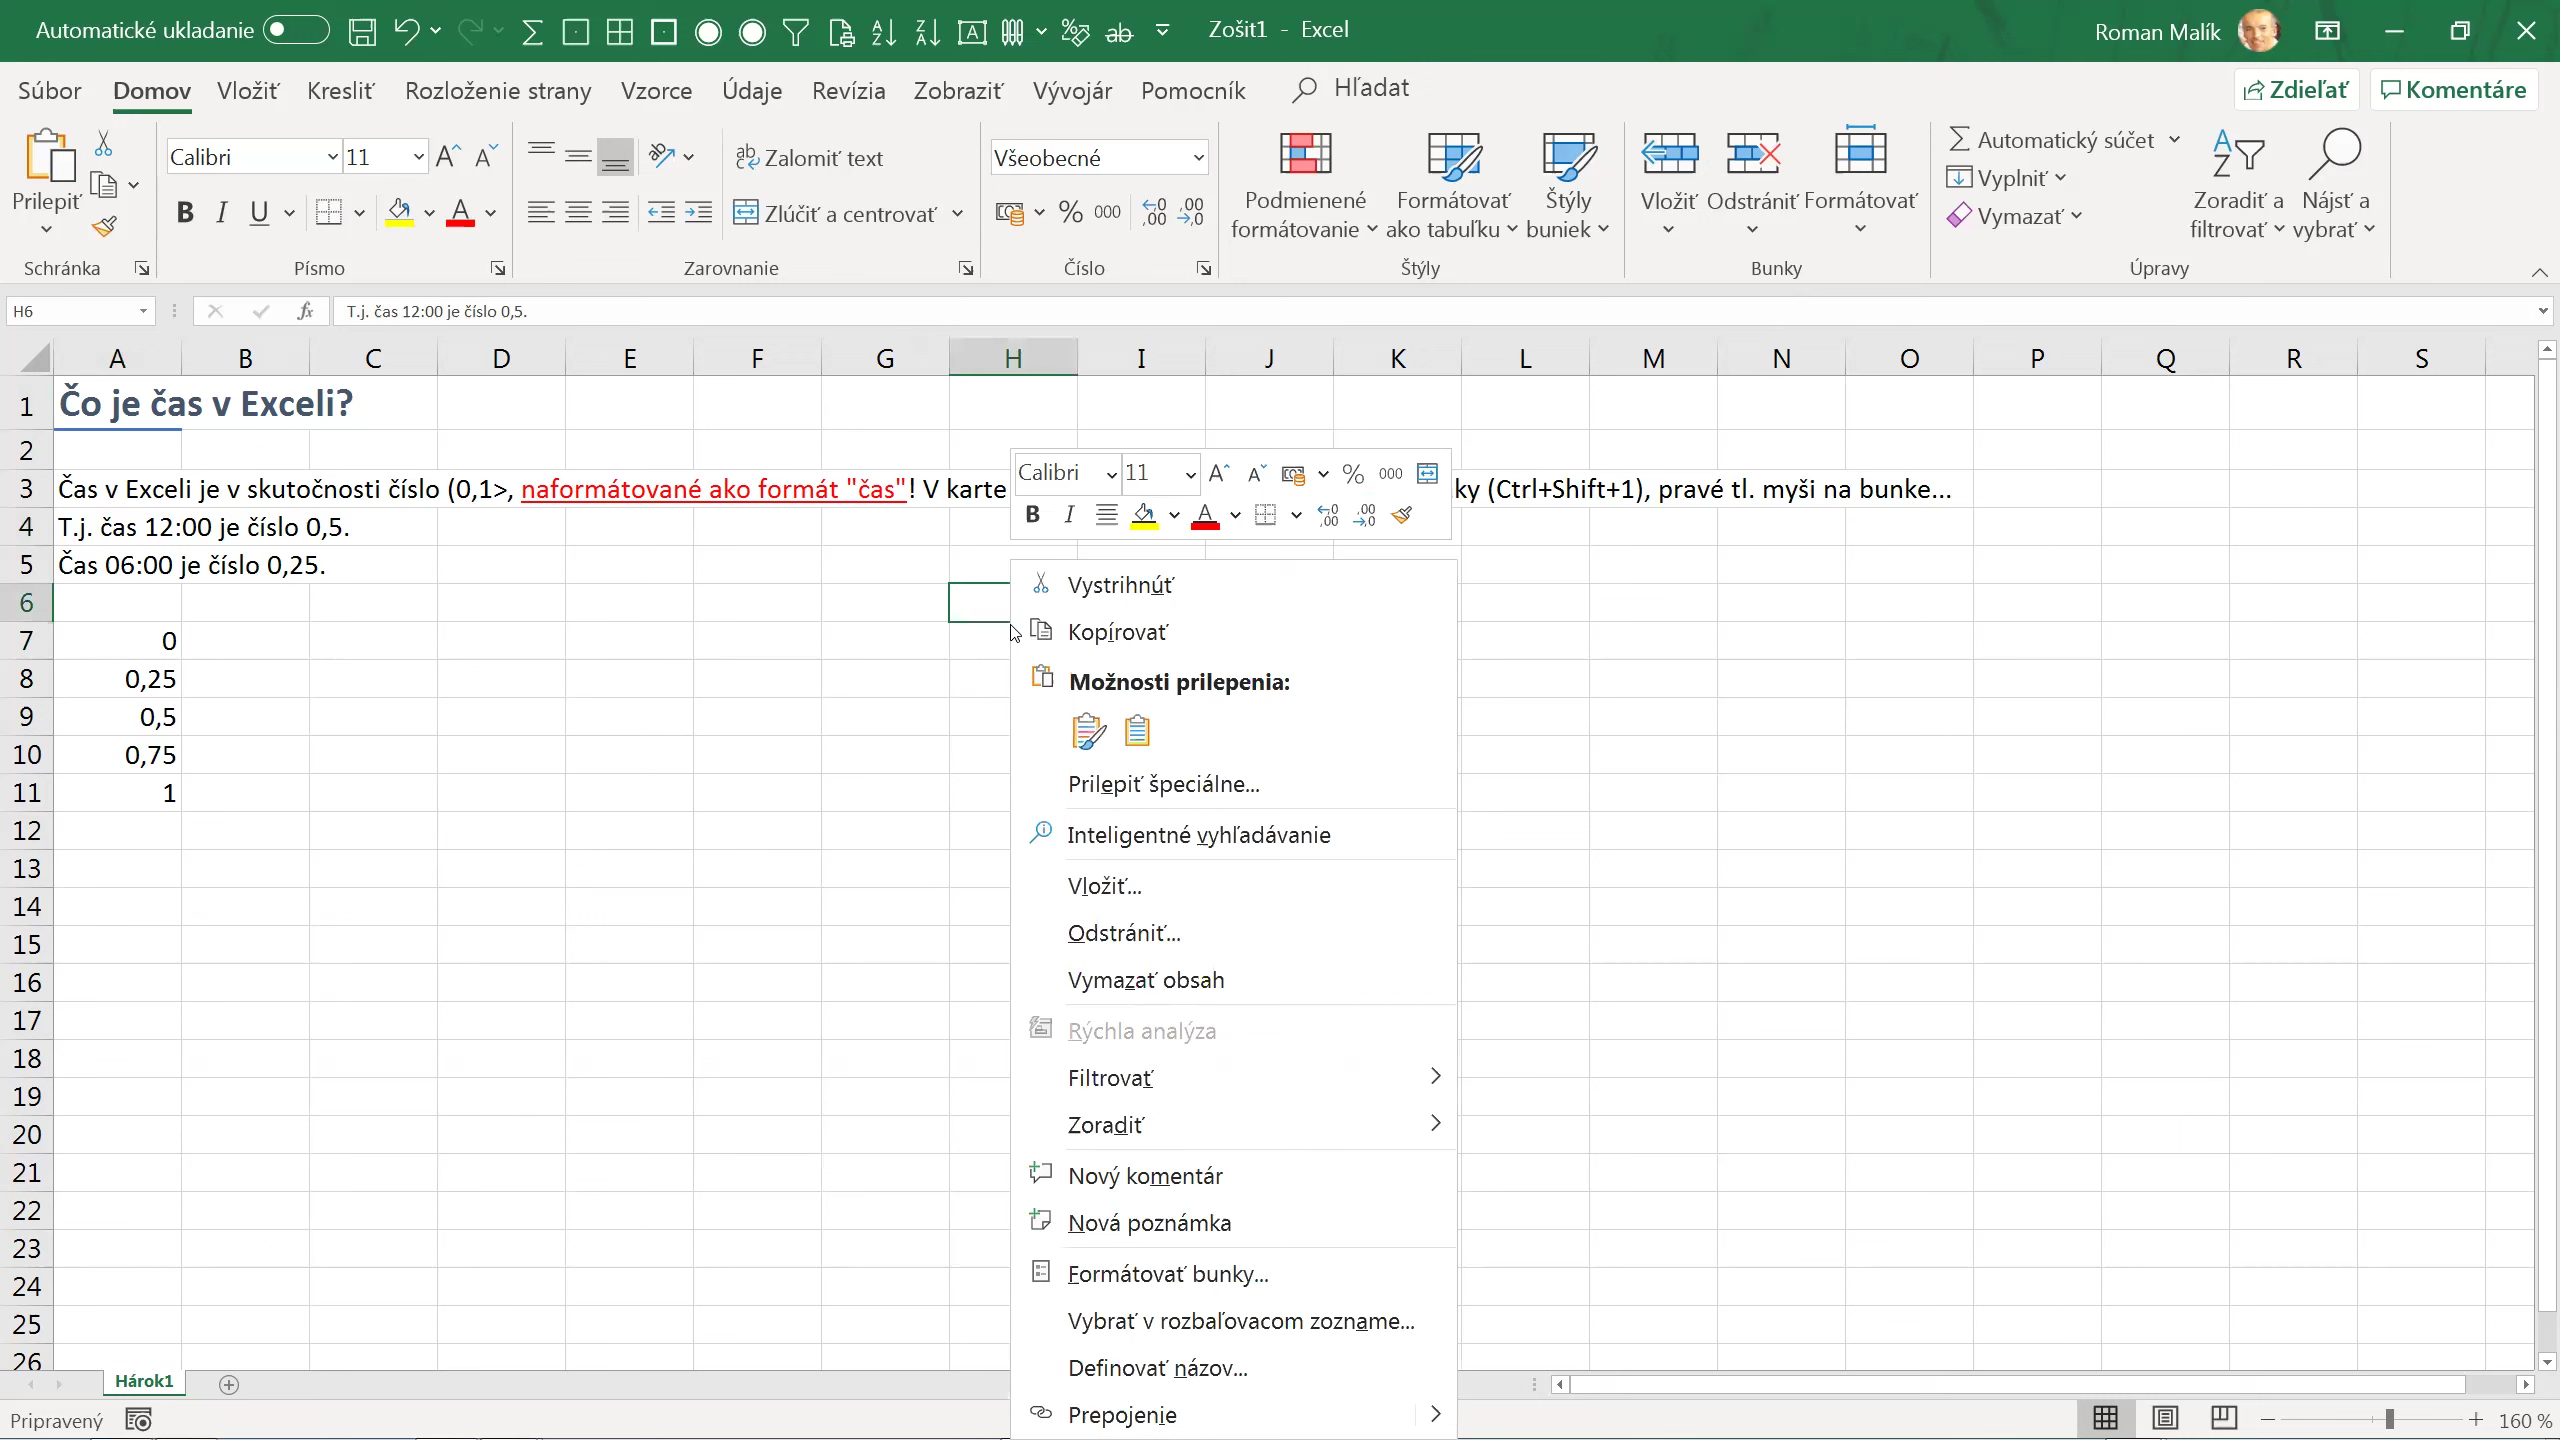 Automatické ukladanie
Zošit1 - Excel
Roman Malík
Súbor Domov Vložiť Kresliť Rozloženie strany Vzorce Údaje Revízia Zobraziť Vývojár Pomocník Hľadať
Zdieľať Komentáre
Prilepiť
Schránka
Calibri 11
B I U
Písmo
Zalomiť text
Zlúčiť a centrovať
Zarovnanie
Všeobecné
% 000
Číslo
Podmienené formátovanie
Formátovať ako tabuľku
Štýly buniek
Štýly
Vložiť Odstrániť Formátovať
Bunky
Automatický súčet
Vyplniť
Vymazať
Zoradiť a filtrovať
Nájsť a vybrať
Úpravy
H6 fx T.j. čas 12:00 je číslo 0,5.
A B C D E F G H I J K L M N O P Q R S
1 Čo je čas v Exceli?
2
3 Čas v Exceli je v skutočnosti číslo (0,1>, naformátované ako formát "čas"! V karte ky (Ctrl+Shift+1), pravé tl. myši na bunke...
4 T.j. čas 12:00 je číslo 0,5.
5 Čas 06:00 je číslo 0,25.
6
7 0
8 0,25
9 0,5
10 0,75
11 1
12
13
14
15
16
17
18
19
20
21
22
23
24
25
26
Calibri 11 % 000
B I
Vystrihnúť
Kopírovať
Možnosti prilepenia:
Prilepiť špeciálne...
Inteligentné vyhľadávanie
Vložiť...
Odstrániť...
Vymazať obsah
Rýchla analýza
Filtrovať
Zoradiť
Nový komentár
Nová poznámka
Formátovať bunky...
Vybrať v rozbaľovacom zozname...
Definovať názov...
Prepojenie
Hárok1
Pripravený
160 %